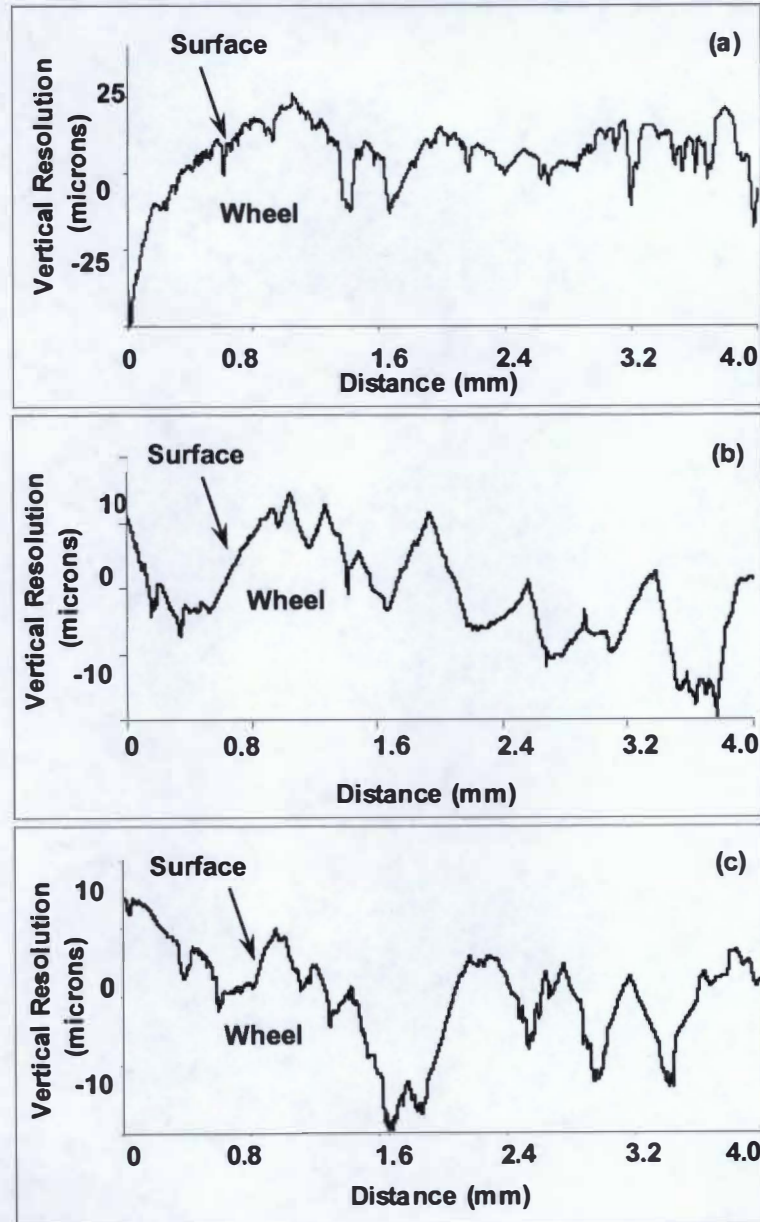 Surface
(a)
Vertical Resolution
(microns)
25
0
-25
Wheel
0 0.8 1.6 2.4 3.2 4.0
Distance (mm)
Surface
(b)
Vertical Resolution
(microns)
10
0
-10
Wheel
0 0.8 1.6 2.4 3.2 4.0
Distance (mm)
Surface
(c)
Vertical Resolution
(microns)
10
0
-10
Wheel
0 0.8 1.6 2.4 3.2 4.0
Distance (mm)